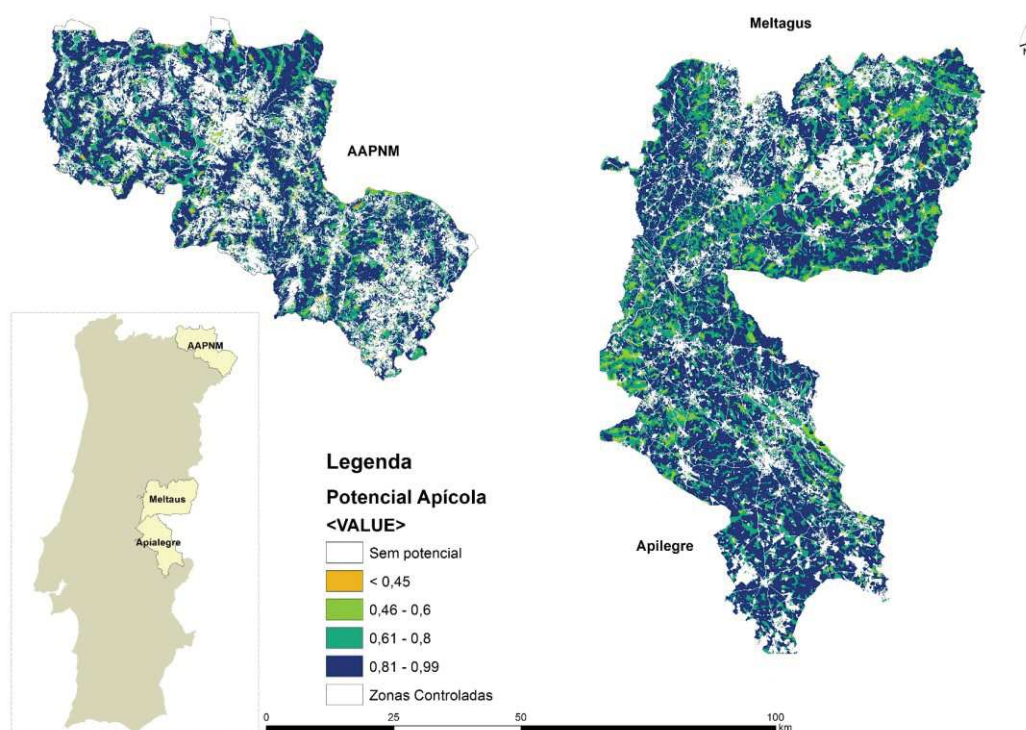 Meltagus
N
AAPNM
AAPNM
Meltaus
Apialegre
Legenda
Potencial Apícola
<VALUE>
Sem potencial
< 0,45
0,46 - 0,6
0,61 - 0,8
0,81 - 0,99
Zonas Controladas
Apilegre
0 25 50 100
km